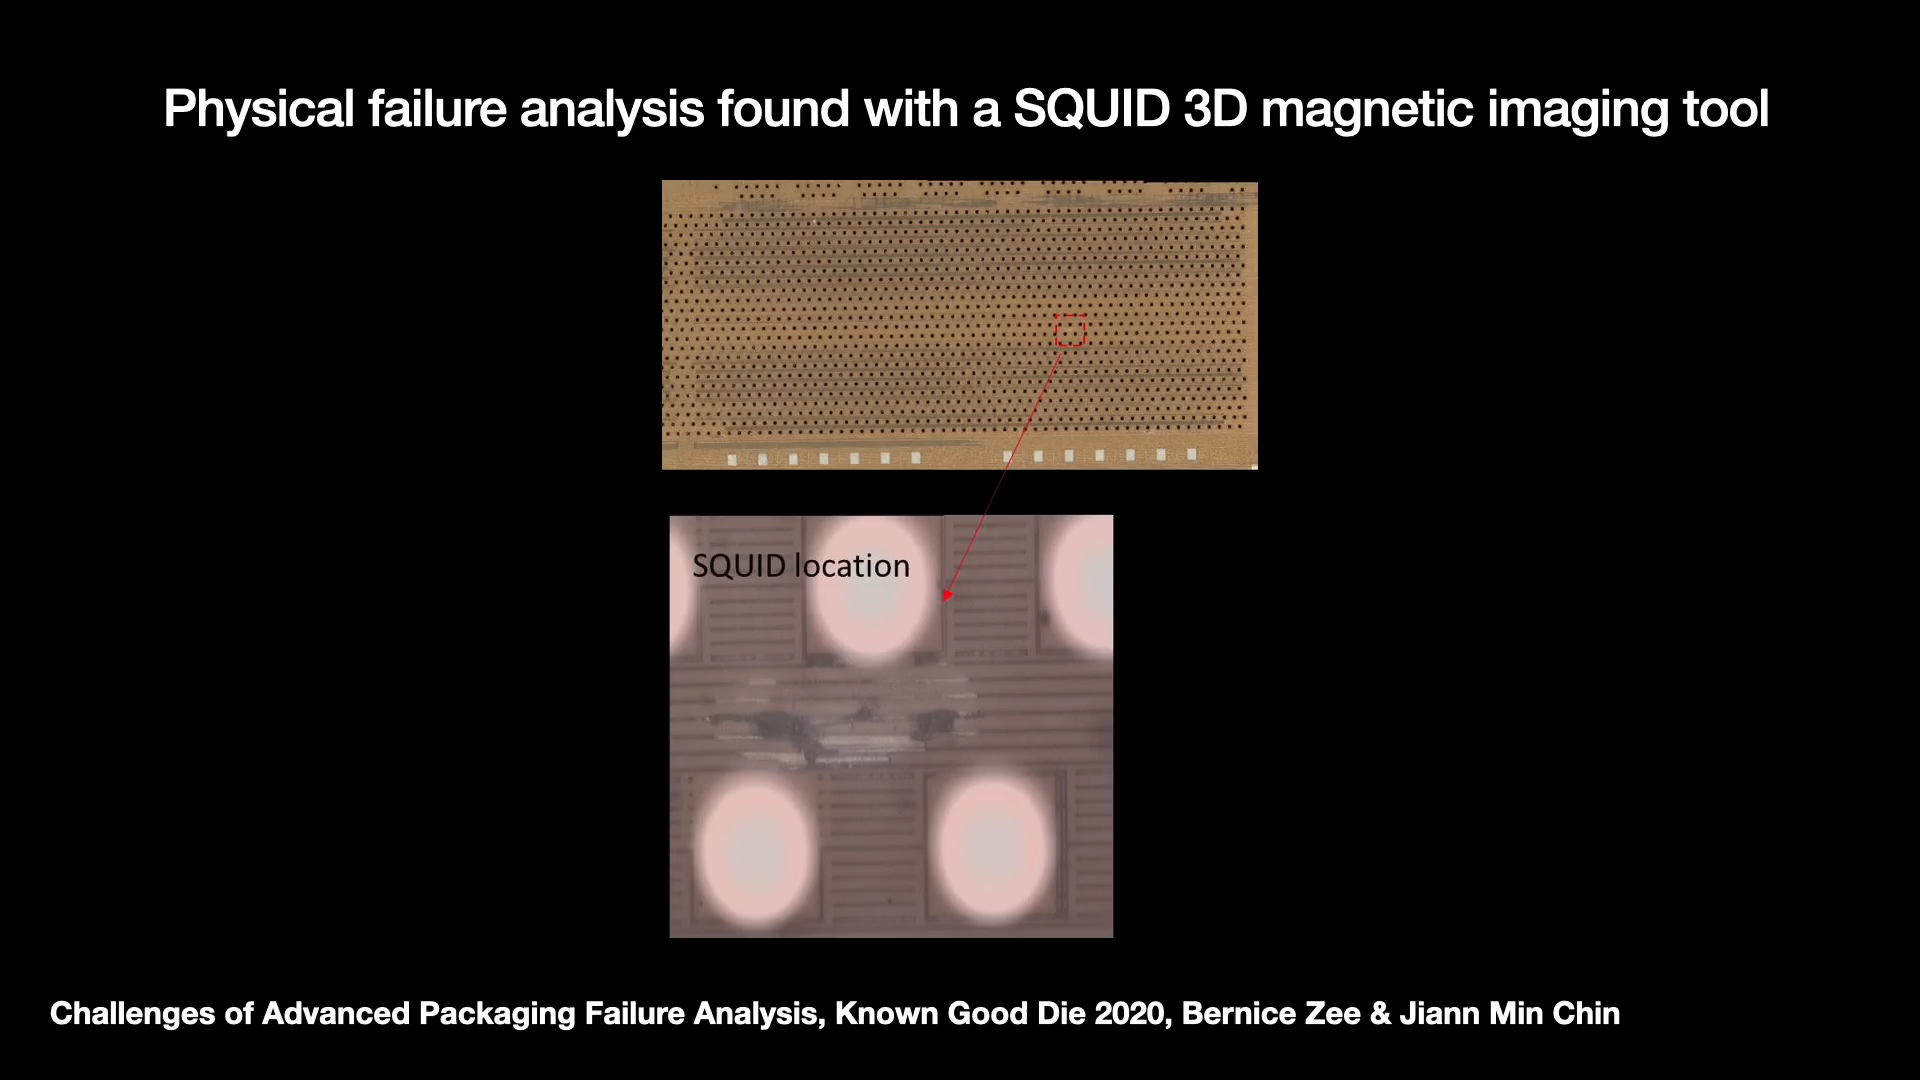 Physical failure analysis found with a SQUID 3D magnetic imaging tool
SQUID location
Challenges of Advanced Packaging Failure Analysis, Known Good Die 2020, Bernice Zee & Jiann Min Chin